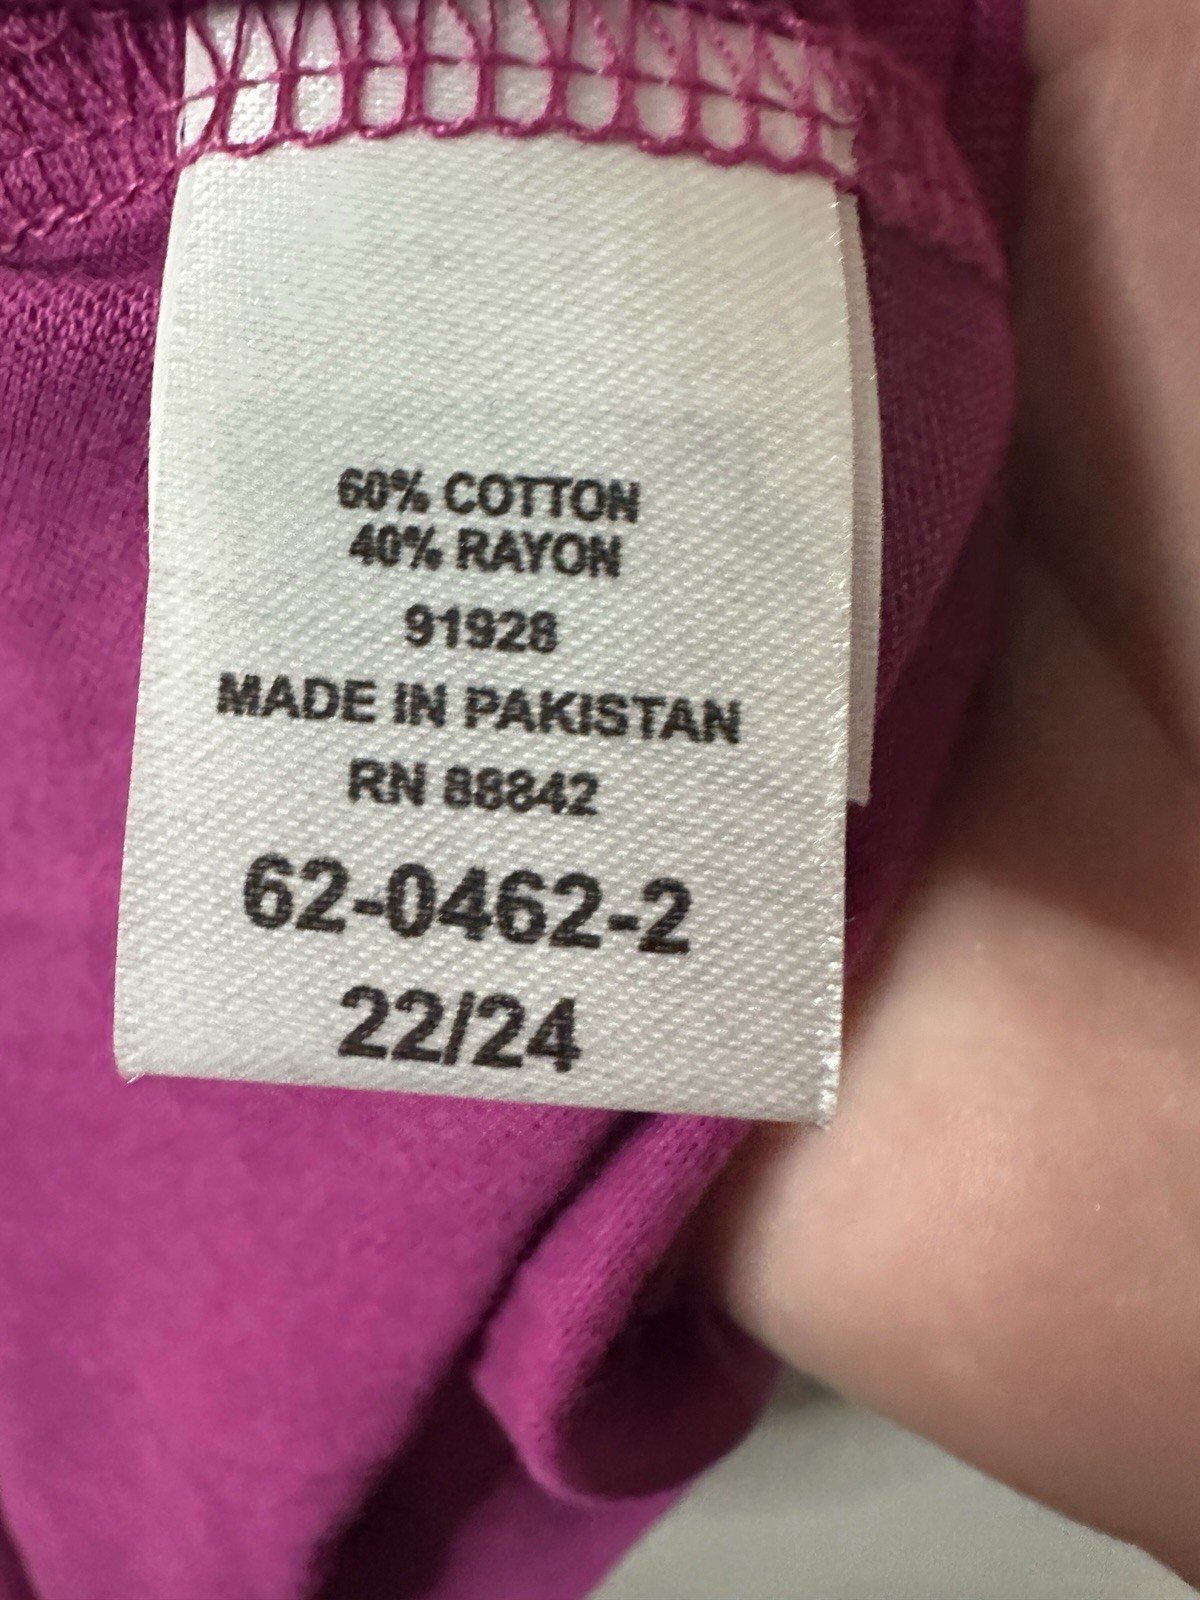 60% COTTON
40% RAYON
91928
MADE IN PAKISTAN
RN 88842
62-0462-2
22/24